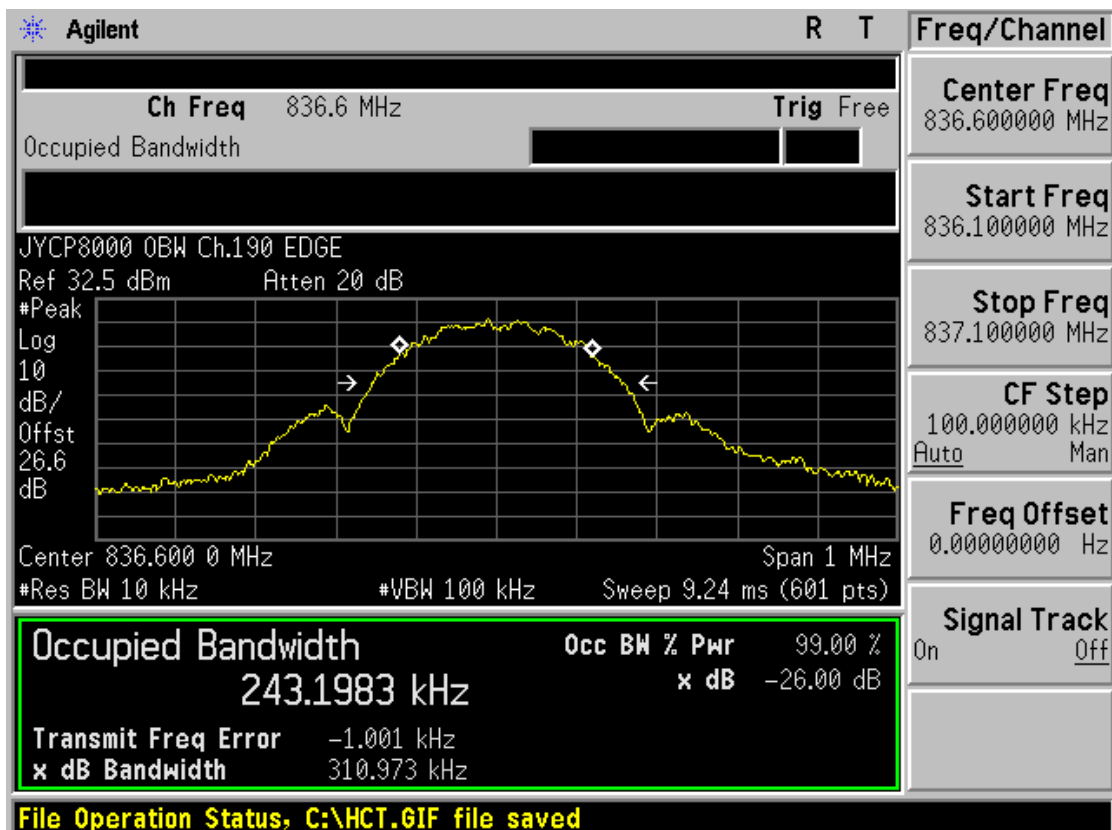 Agilent R T
Ch Freq 836.6 MHz Trig Free
Occupied Bandwidth
JYCP8000 OBW Ch.190 EDGE
Ref 32.5 dBm Atten 20 dB
#Peak
Log
10
dB/
Offst
26.6
dB
Center 836.600 0 MHz Span 1 MHz
#Res BW 10 kHz #VBW 100 kHz Sweep 9.24 ms (601 pts)
Occupied Bandwidth Occ BW % Pwr 99.00 %
243.1983 kHz x dB -26.00 dB
Transmit Freq Error -1.001 kHz
x dB Bandwidth 310.973 kHz
File Operation Status, C:\HCT.GIF file saved
Freq/Channel
Center Freq
836.600000 MHz
Start Freq
836.100000 MHz
Stop Freq
837.100000 MHz
CF Step
100.000000 kHz
Auto Man
Freq Offset
0.00000000 Hz
Signal Track
On Off